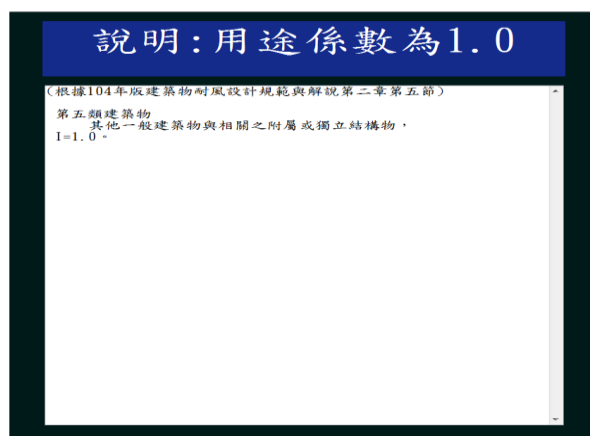 說明:用途係數為1.0
(根據104年版建築物耐風設計規範與解說第二章第五節)
第五類建築物
其他一般建築物與相關之附屬或獨立結構物，
I=1.0。